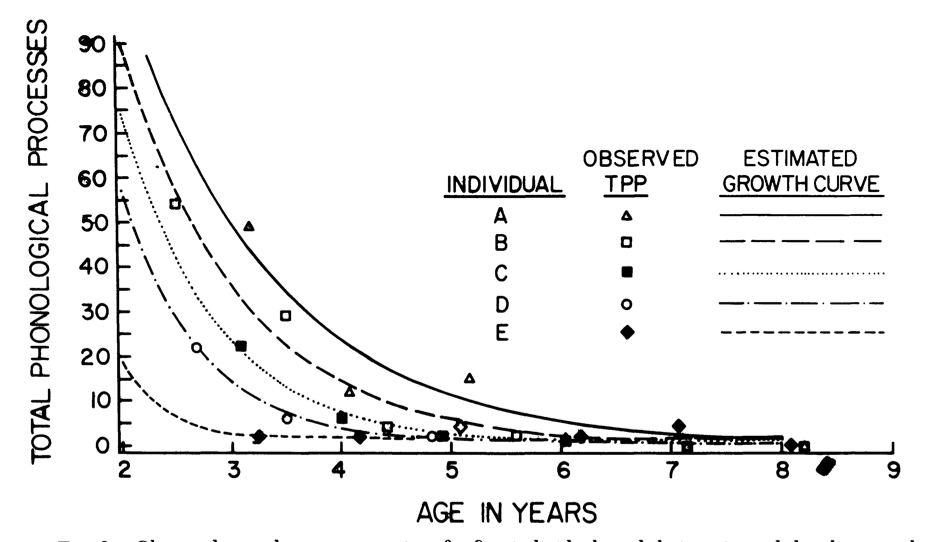 TOTAL PHONOLOGICAL PROCESSES
90
80
70
60
50
40
30
20
10
0
2 3 4 5 6 7 8 9
AGE IN YEARS
INDIVIDUAL OBSERVED TPP ESTIMATED GROWTH CURVE
A
B
C
D
E